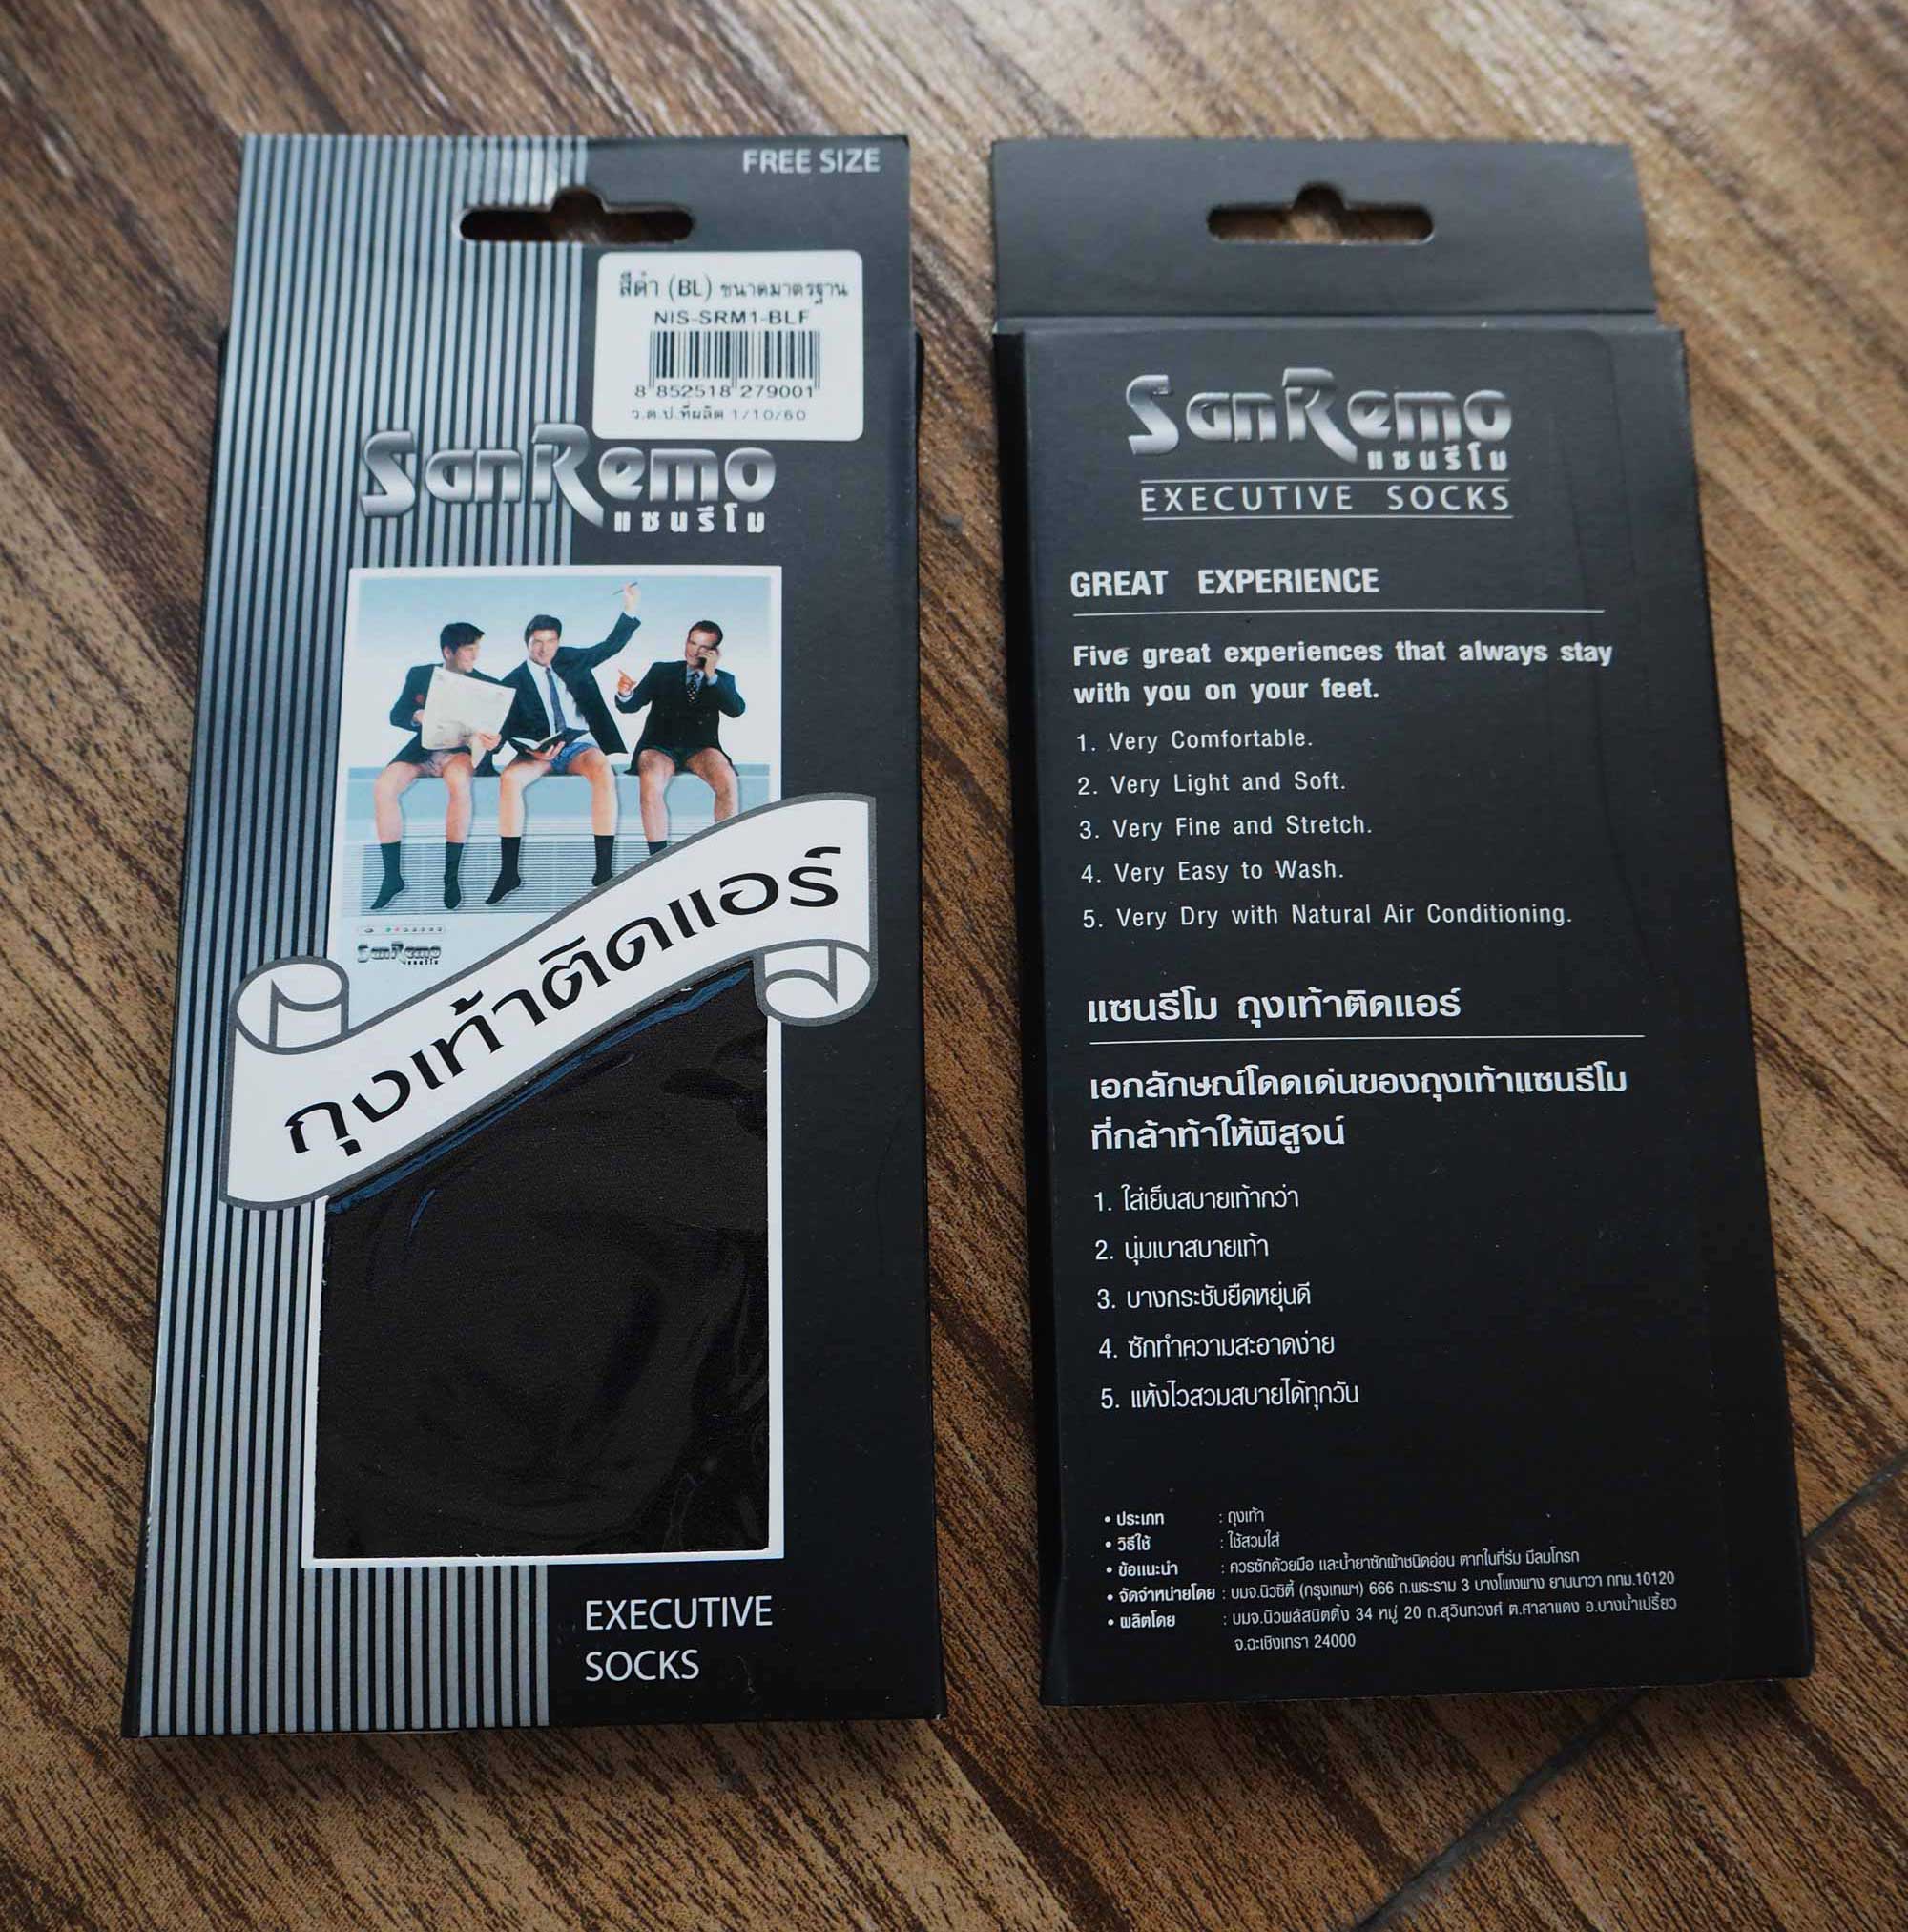 FREE SIZE
สีดำ (BL) ขนาดมาตรฐาน
NIS-SRM1-BLF
8 852518 279001
ว.ด.ป.ที่ผลิต 1/10/60
SanRemo
แซนรีโม
SanRemo
แซนรีโม
ถุงเท้าติดแอร์
EXECUTIVE
SOCKS
SanRemo
แซนรีโม
EXECUTIVE SOCKS
GREAT EXPERIENCE
Five great experiences that always stay
with you on your feet.
1. Very Comfortable.
2. Very Light and Soft.
3. Very Fine and Stretch.
4. Very Easy to Wash.
5. Very Dry with Natural Air Conditioning.
แซนรีโม ถุงเท้าติดแอร์
เอกลักษณ์โดดเด่นของถุงเท้าแซนรีโม
ที่กล้าท้าให้พิสูจน์
1. ใส่เย็นสบายเท้ากว่า
2. นุ่มเบาสบายเท้า
3. บางกระชับยืดหยุ่นดี
4. ซักทำความสะอาดง่าย
5. แห้งไวสวมสบายได้ทุกวัน
• ประเภท : ถุงเท้า
• วิธีใช้ : ใช้สวมใส่
• ข้อแนะนำ : ควรซักด้วยมือ และน้ำยาซักผ้าชนิดอ่อน ตากในที่ร่ม มีลมโกรก
• จัดจำหน่ายโดย : บมจ.นิวซิตี้ (กรุงเทพฯ) 666 ถ.พระราม 3 บางโพงพาง ยานนาวา กทม.10120
• ผลิตโดย : บมจ.นิวพลัสนิตติ้ง 34 หมู่ 20 ถ.สุวินทวงศ์ ต.ศาลาแดง อ.บางน้ำเปรี้ยว
จ.ฉะเชิงเทรา 24000